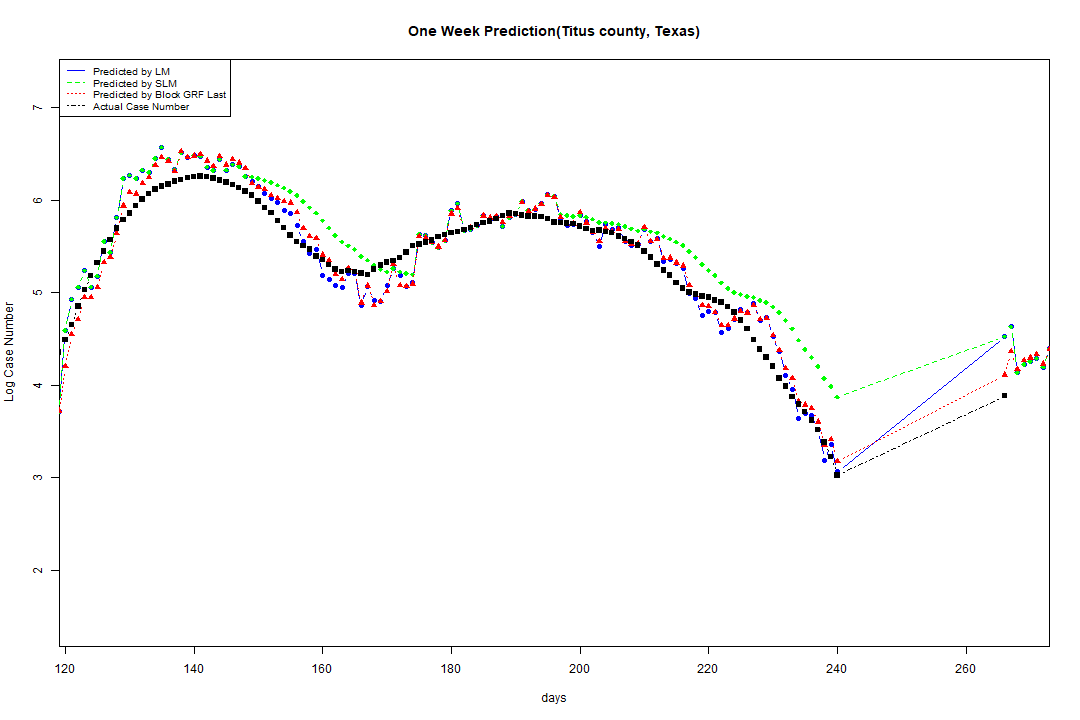 One Week Prediction(Titus county, Texas)
Predicted by LM
Predicted by SLM
Predicted by Block GRF Last
Actual Case Number
7
6
5
4
3
2
Log Case Number
120 140 160 180 200 220 240 260
days